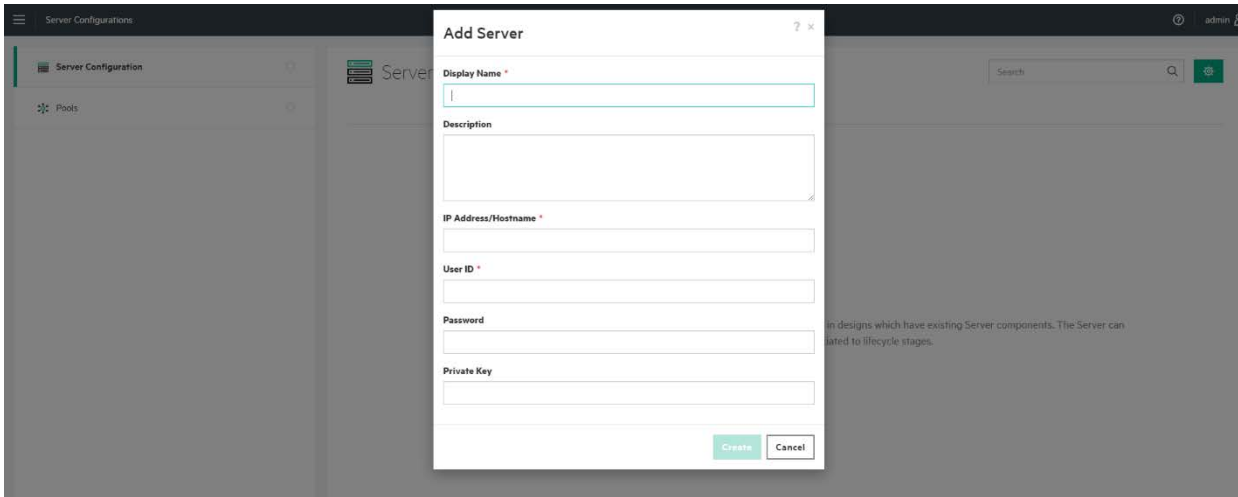 Server Configurations
admin
Server Configuration
Pools
Server
Search
Add Server
? ×
Display Name *
Description
IP Address/Hostname *
User ID *
Password
Private Key
in designs which have existing Server components. The Server can
iated to lifecycle stages.
Create
Cancel